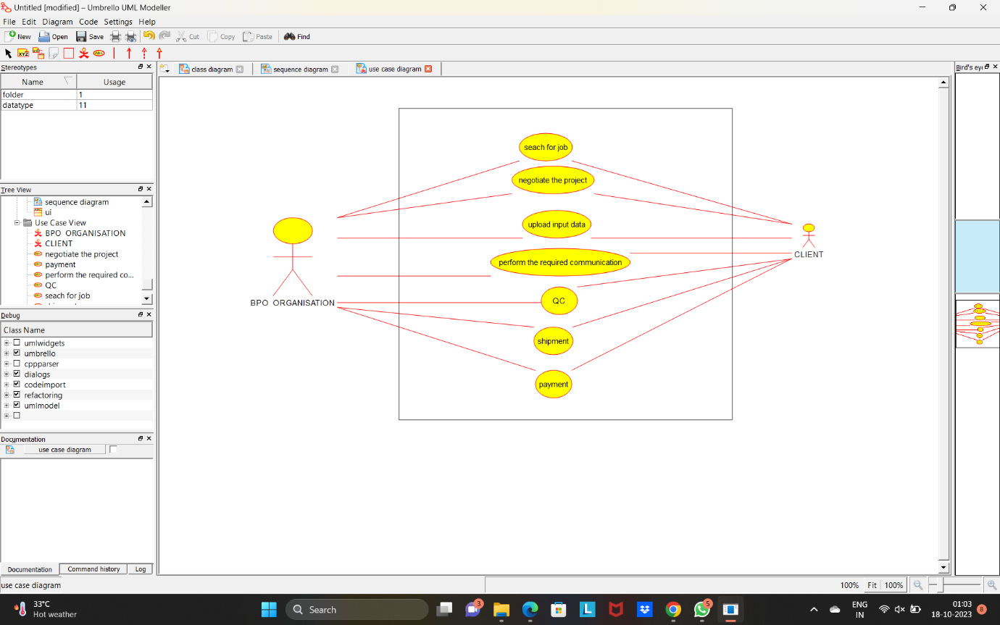 Untitled [modified] – Umbrello UML Modeller
File Edit Diagram Code Settings Help
New Open Save Cut Copy Paste Find
XYZ ABC
Stereotypes
Name Usage
folder 1
datatype 11
Tree View
sequence diagram
ui
Use Case View
BPO ORGANISATION
CLIENT
negotiate the project
payment
perform the required co...
QC
seach for job
Debug
Class Name
umlwidgets
umbrello
cppparser
dialogs
codeimport
refactoring
umlmodel
Documentation
use case diagram
Documentation Command history Log
use case diagram
class diagram sequence diagram use case diagram
seach for job
negotiate the project
upload input data
perform the required communication
QC
shipment
payment
BPO ORGANISATION
CLIENT
Bird's eye
100% Fit 100%
33°C
Hot weather
Search
3
L
5
ENG
IN
01:03
18-10-2023
8